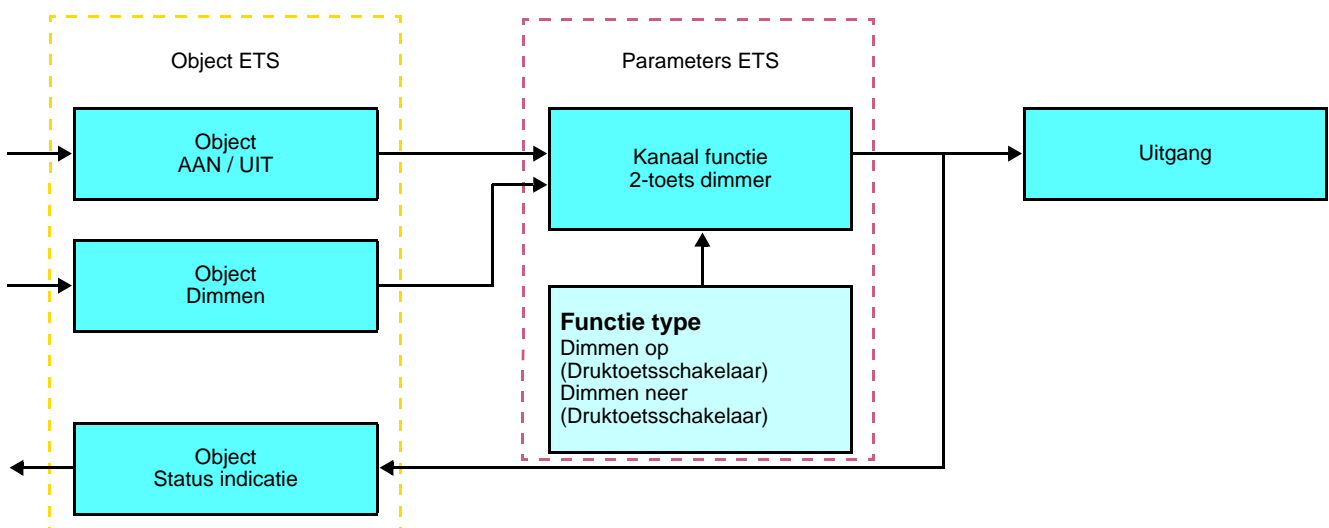 Object ETS
Parameters ETS
Object
AAN / UIT
Kanaal functie
2-toets dimmer
Uitgang
Object
Dimmen
Functie type
Dimmen op
(Druktoetsschakelaar)
Dimmen neer
(Druktoetsschakelaar)
Object
Status indicatie